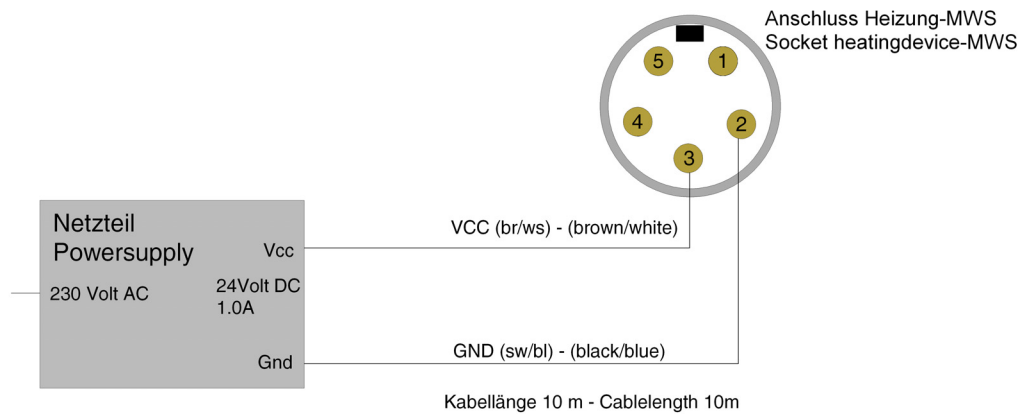 Anschluss Heizung-MWS
Socket heatingdevice-MWS
5
1
4
2
3
Netzteil
Powersupply
Vcc
VCC (br/ws) - (brown/white)
230 Volt AC
24Volt DC
1.0A
Gnd
GND (sw/bl) - (black/blue)
Kabellänge 10 m - Cablelength 10m